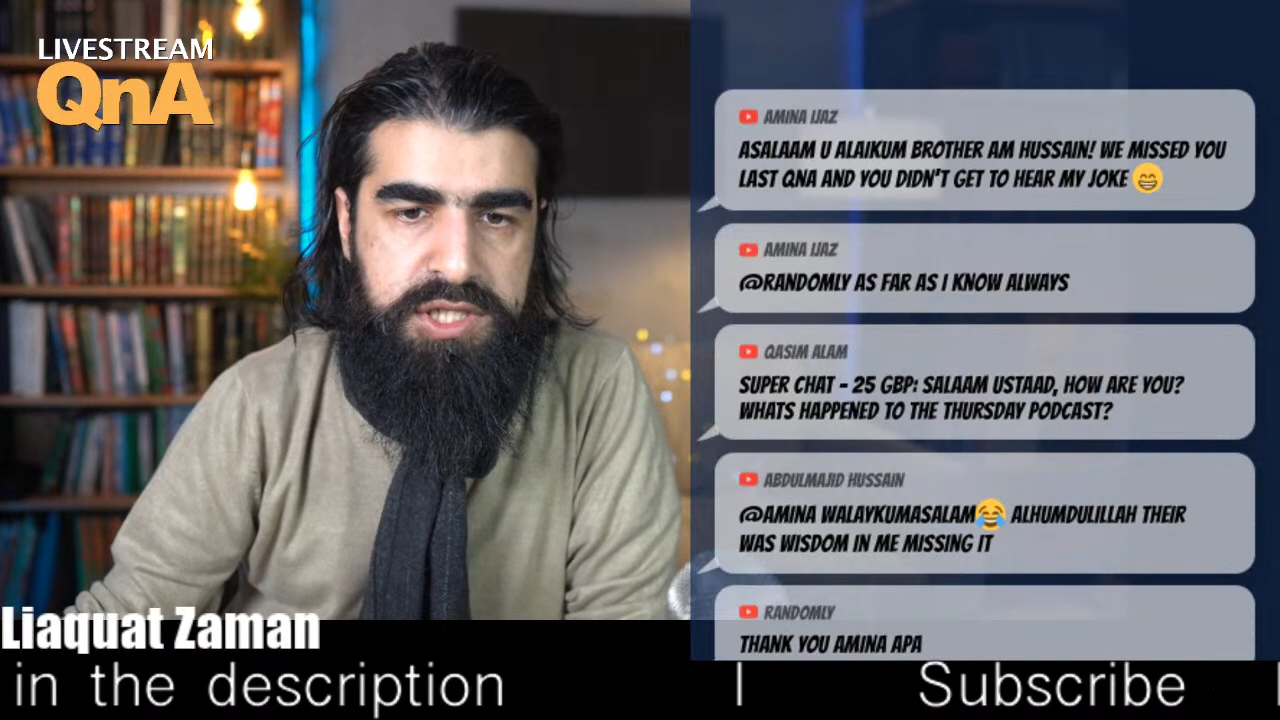 LIVESTREAM
QnA
AMINA IJAZ
ASALAAM U ALAIKUM BROTHER AM HUSSAIN! WE MISSED YOU
LAST QNA AND YOU DIDN'T GET TO HEAR MY JOKE 😁
AMINA IJAZ
@RANDOMLY AS FAR AS I KNOW ALWAYS
QASIM ALAM
SUPER CHAT - 25 GBP: SALAAM USTAAD, HOW ARE YOU?
WHATS HAPPENED TO THE THURSDAY PODCAST?
ABDULMAJID HUSSAIN
@AMINA WALAYKUMASALAM😂 ALHUMDULILLAH THEIR
WAS WISDOM IN ME MISSING IT
RANDOMLY
THANK YOU AMINA APA
Liaquat Zaman
in the description | Subscribe |